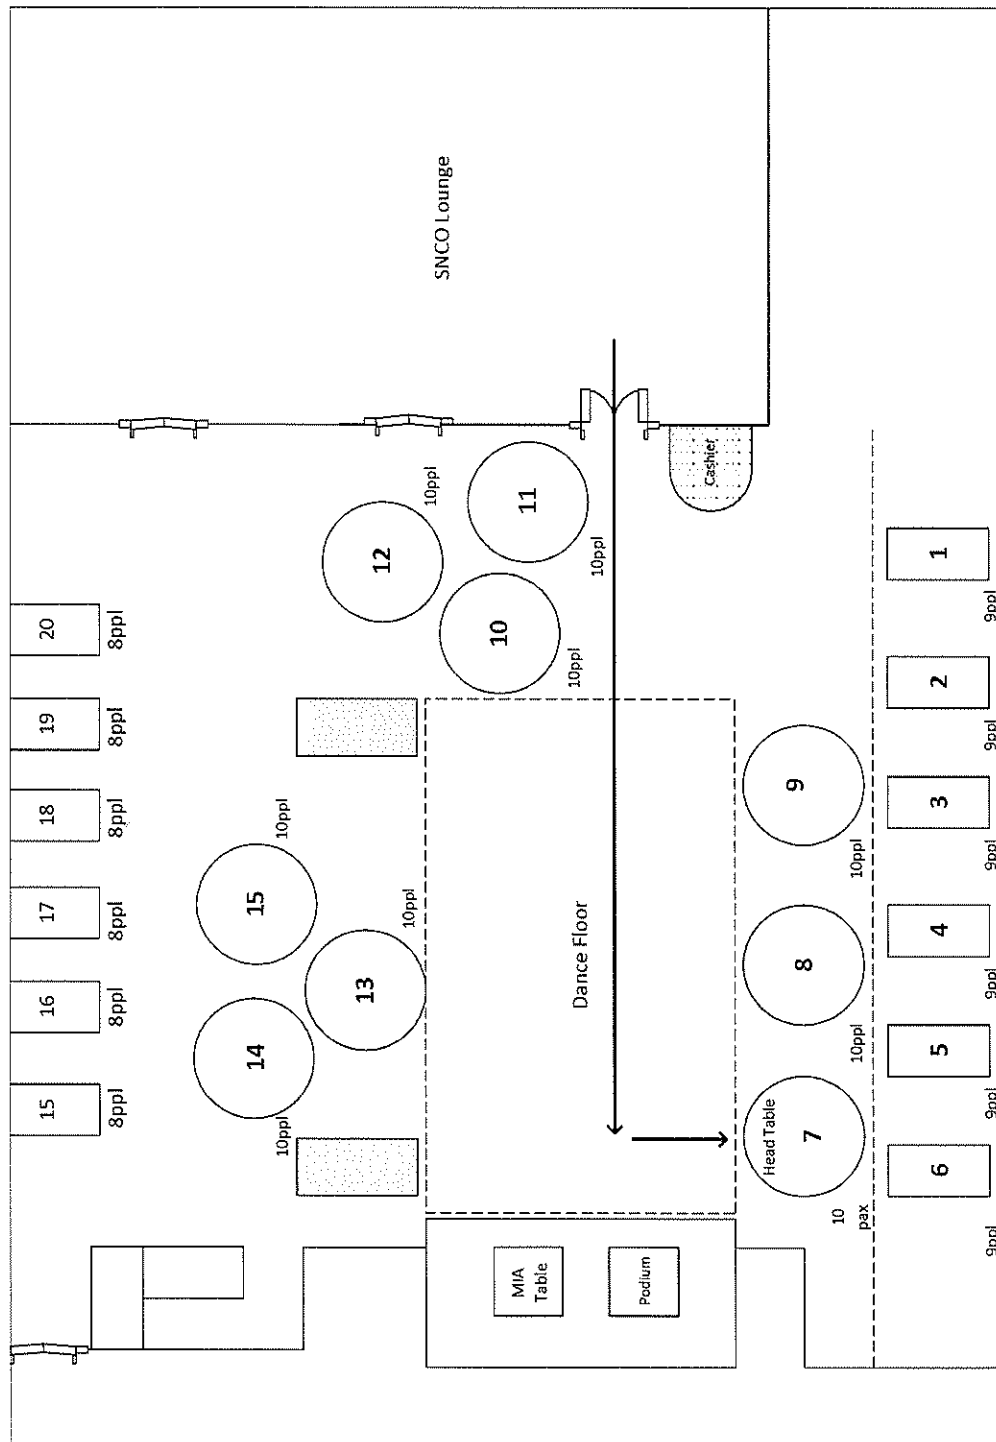 SNCO Lounge
Cashier
20
8ppl
19
8ppl
18
8ppl
17
8ppl
16
8ppl
15
8ppl
12
10ppl
11
10ppl
10
10ppl
15
10ppl
13
10ppl
14
10ppl
Dance Floor
MIA
Table
Podium
9
10ppl
8
10ppl
Head Table
7
10
pax
1
9ppl
2
9ppl
3
9ppl
4
9ppl
5
9ppl
6
9ppl